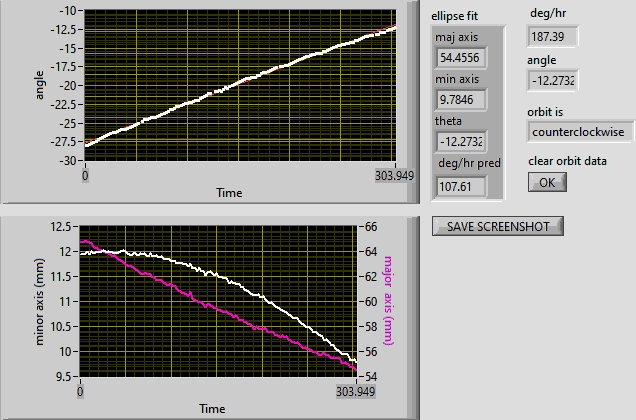 -10
-12.5
-15
-17.5
-20
-22.5
-25
-27.5
-30
angle
0
303.949
Time
ellipse fit
maj axis
54.4556
min axis
9.7846
theta
-12.2732
deg/hr pred
107.61
deg/hr
187.39
angle
-12.2732
orbit is
counterclockwise
clear orbit data
OK
SAVE SCREENSHOT
12.5
12
11.5
11
10.5
10
9.5
minor axis (mm)
66
64
62
60
58
56
54
major axis (mm)
0
303.949
Time